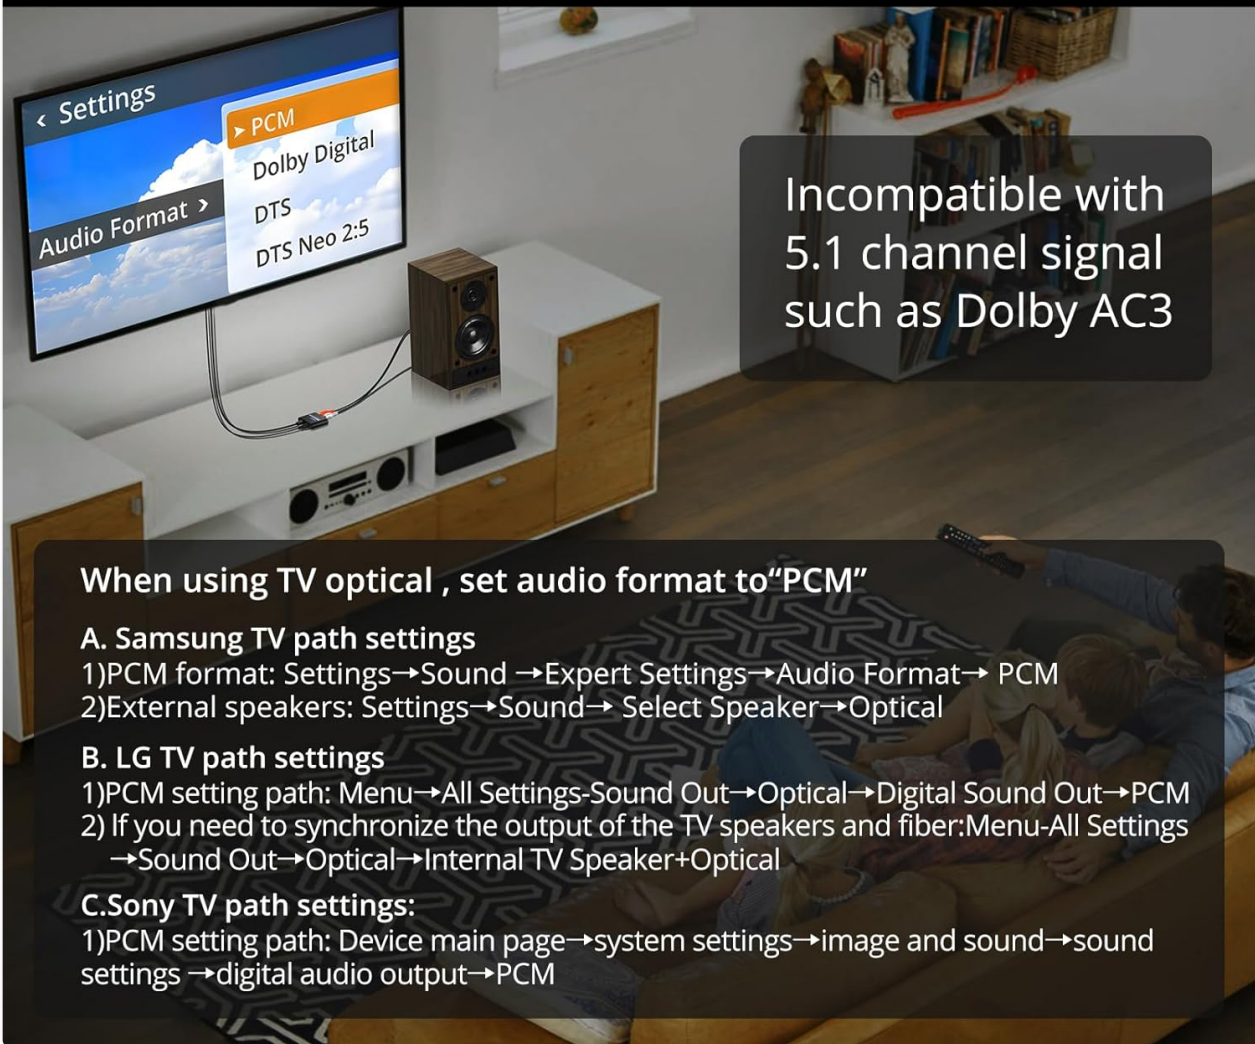 ‹ Settings
➤ PCM
Dolby Digital
Audio Format ›
DTS
DTS Neo 2:5
Incompatible with
5.1 channel signal
such as Dolby AC3
When using TV optical , set audio format to“PCM”
A. Samsung TV path settings
1)PCM format: Settings→Sound →Expert Settings→Audio Format→ PCM
2)External speakers: Settings→Sound→ Select Speaker→Optical
B. LG TV path settings
1)PCM setting path: Menu→All Settings-Sound Out→Optical→Digital Sound Out→PCM
2) If you need to synchronize the output of the TV speakers and fiber:Menu-All Settings
→Sound Out→Optical→Internal TV Speaker+Optical
C.Sony TV path settings:
1)PCM setting path: Device main page→system settings→image and sound→sound
settings →digital audio output→PCM